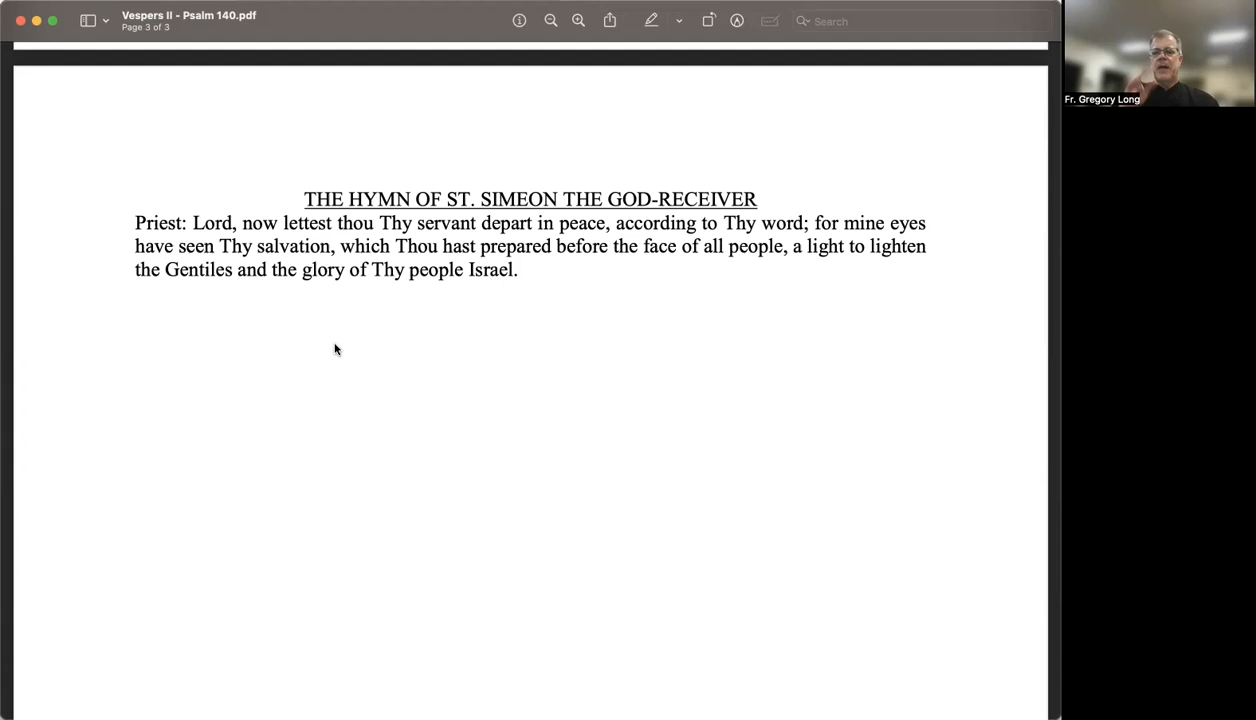 Vespers II - Psalm 140.pdf
Page 3 of 3
Search
Fr. Gregory Long
THE HYMN OF ST. SIMEON THE GOD-RECEIVER
Priest: Lord, now lettest thou Thy servant depart in peace, according to Thy word; for mine eyes
have seen Thy salvation, which Thou hast prepared before the face of all people, a light to lighten
the Gentiles and the glory of Thy people Israel.